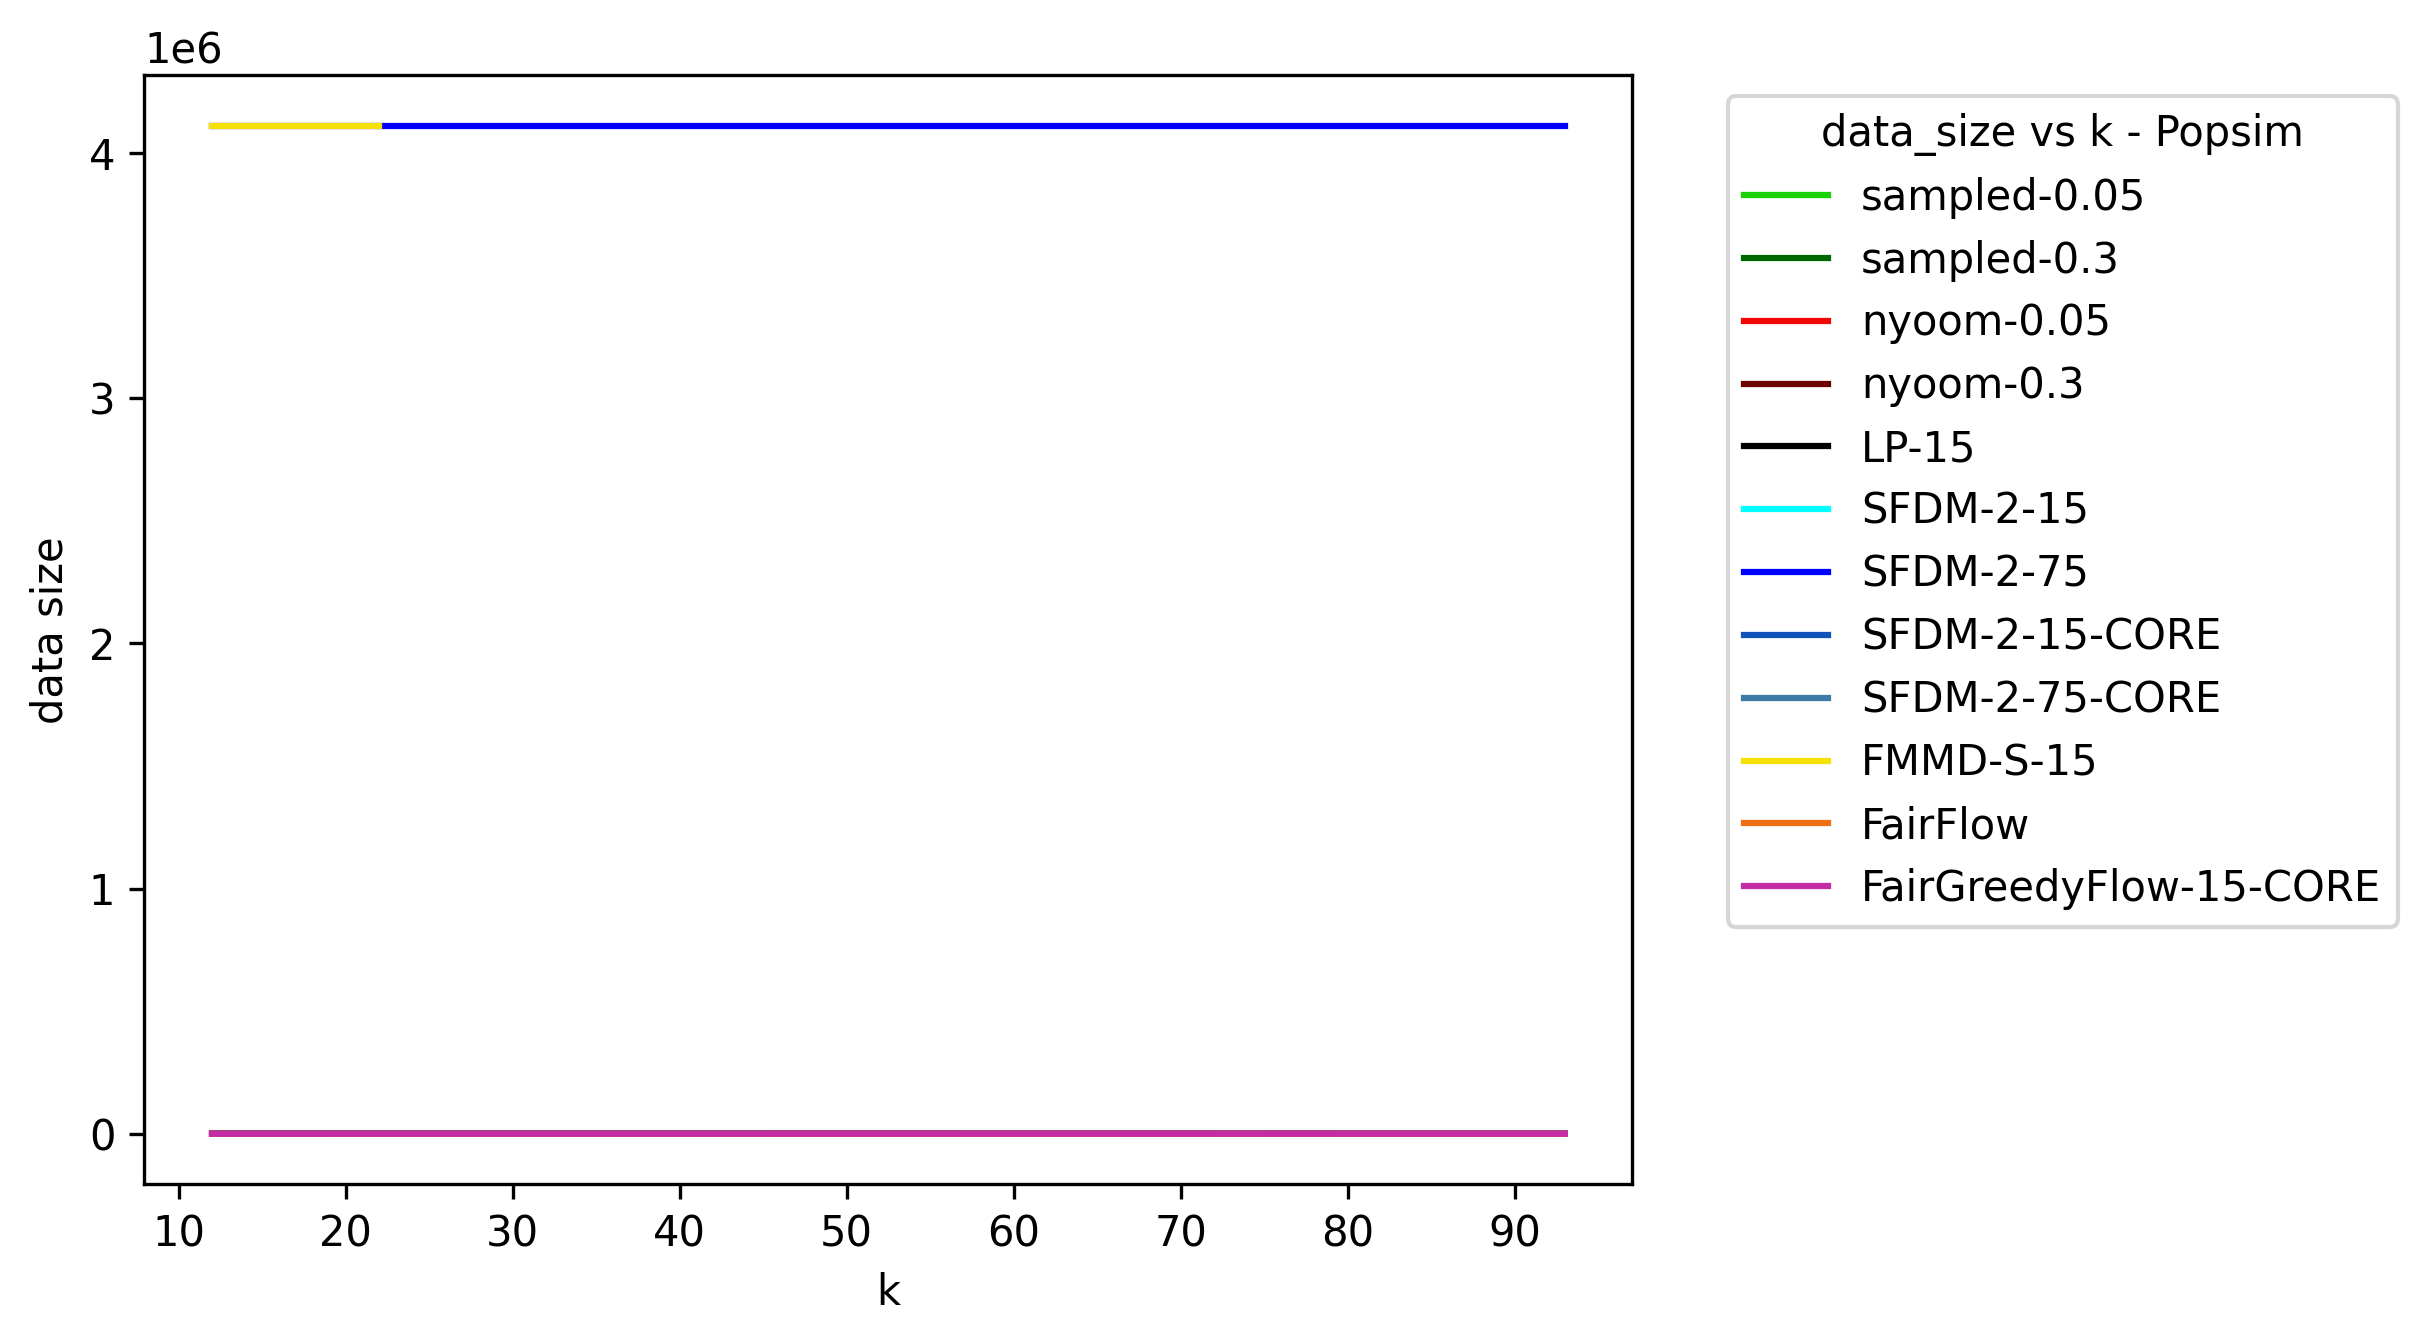 1e6
4
3
2
1
0
data size
10 20 30 40 50 60 70 80 90
k
data_size vs k - Popsim
sampled-0.05
sampled-0.3
nyoom-0.05
nyoom-0.3
LP-15
SFDM-2-15
SFDM-2-75
SFDM-2-15-CORE
SFDM-2-75-CORE
FMMD-S-15
FairFlow
FairGreedyFlow-15-CORE